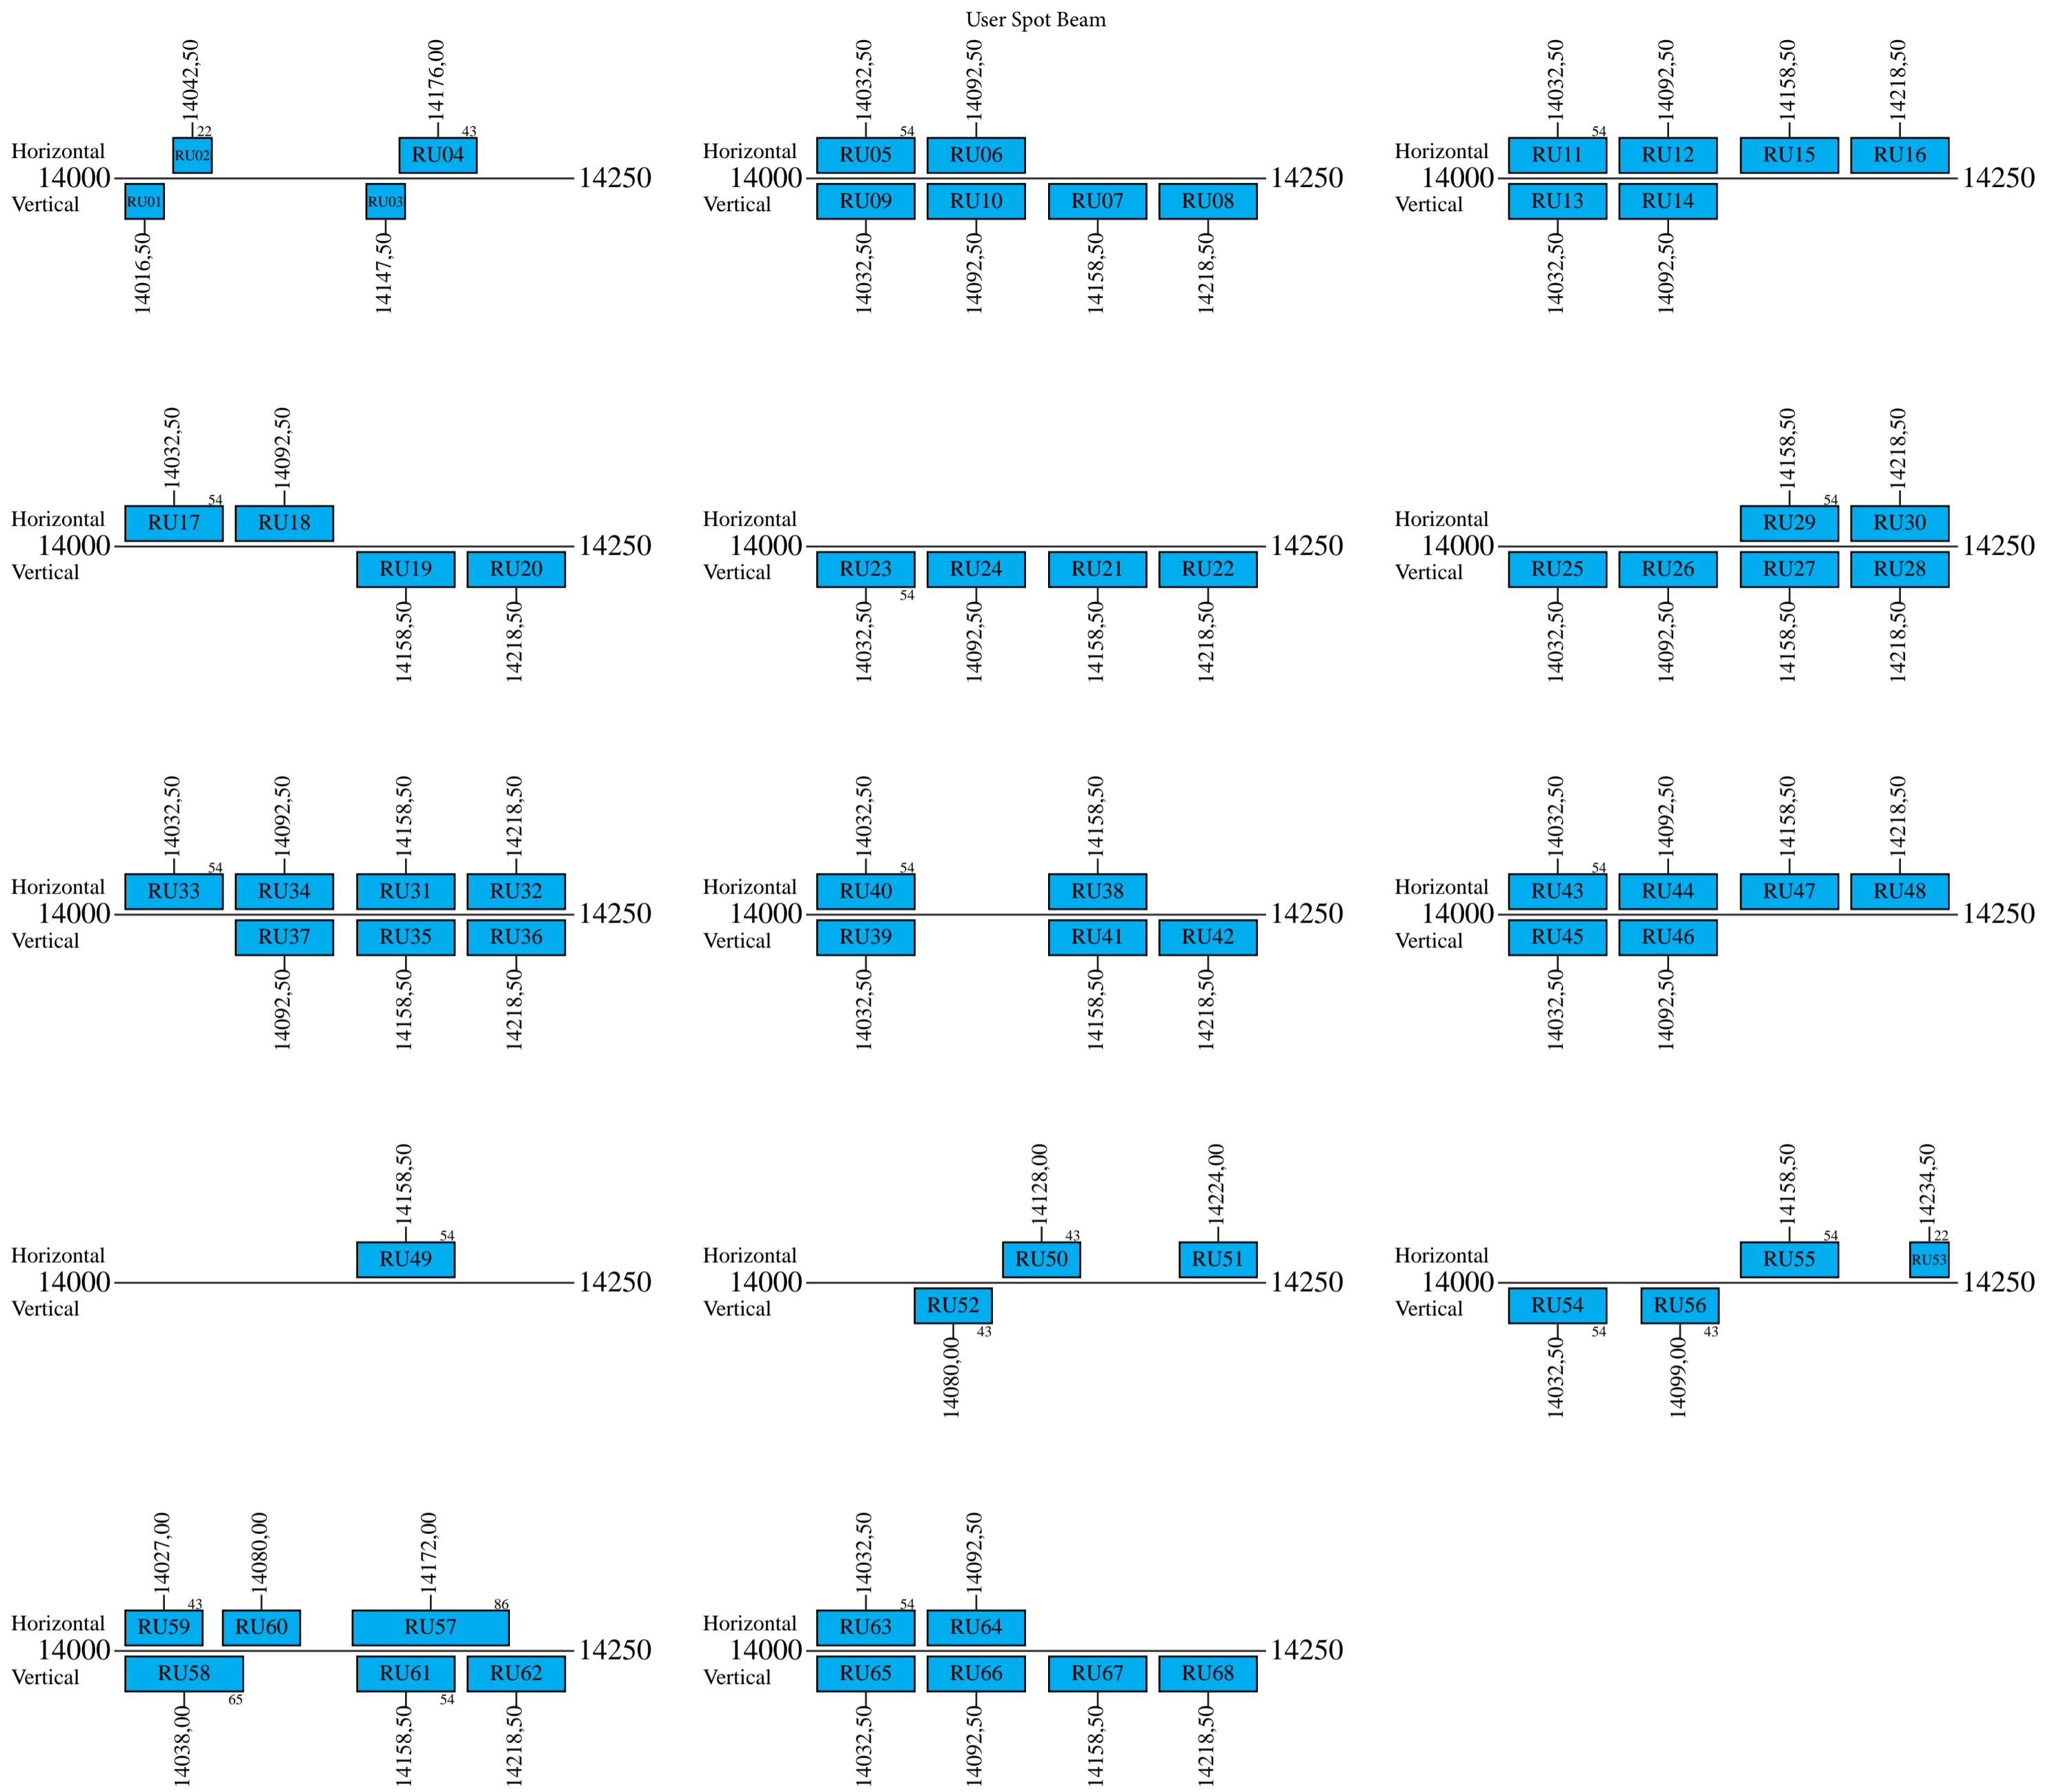 User Spot Beam
14042,50 14176,00
22 43
Horizontal RU02 RU04
14000 14250
Vertical RU01 RU03
14016,50 14147,50
14032,50 14092,50
54
Horizontal RU05 RU06
14000 14250
Vertical RU09 RU10 RU07 RU08
14032,50 14092,50 14158,50 14218,50
14032,50 14092,50 14158,50 14218,50
54
Horizontal RU11 RU12 RU15 RU16
14000 14250
Vertical RU13 RU14
14032,50 14092,50
14032,50 14092,50
54
Horizontal RU17 RU18
14000 14250
Vertical RU19 RU20
14158,50 14218,50
Horizontal
14000 14250
Vertical RU23 RU24 RU21 RU22
54
14032,50 14092,50 14158,50 14218,50
14158,50 14218,50
54
Horizontal RU29 RU30
14000 14250
Vertical RU25 RU26 RU27 RU28
14032,50 14092,50 14158,50 14218,50
14032,50 14092,50 14158,50 14218,50
54
Horizontal RU33 RU34 RU31 RU32
14000 14250
Vertical RU37 RU35 RU36
14092,50 14158,50 14218,50
14032,50 14158,50
54
Horizontal RU40 RU38
14000 14250
Vertical RU39 RU41 RU42
14032,50 14158,50 14218,50
14032,50 14092,50 14158,50 14218,50
54
Horizontal RU43 RU44 RU47 RU48
14000 14250
Vertical RU45 RU46
14032,50 14092,50
14158,50
54
Horizontal RU49
14000 14250
Vertical
14128,00 14224,00
43
Horizontal RU50 RU51
14000 14250
Vertical RU52
43
14080,00
14158,50 14234,50
54 22
Horizontal RU55 RU53
14000 14250
Vertical RU54 RU56
54 43
14032,50 14099,00
14027,00 14080,00 14172,00
43 86
Horizontal RU59 RU60 RU57
14000 14250
Vertical RU58 RU61 RU62
65 54
14038,00 14158,50 14218,50
14032,50 14092,50
54
Horizontal RU63 RU64
14000 14250
Vertical RU65 RU66 RU67 RU68
14032,50 14092,50 14158,50 14218,50